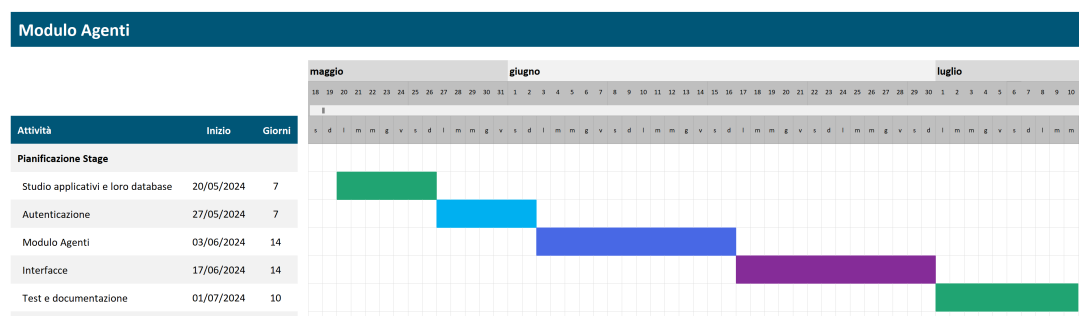 Modulo Agenti
maggio giugno luglio
18 19 20 21 22 23 24 25 26 27 28 29 30 31 1 2 3 4 5 6 7 8 9 10 11 12 13 14 15 16 17 18 19 20 21 22 23 24 25 26 27 28 29 30 1 2 3 4 5 6 7 8 9 10
Attività Inizio Giorni s d l m m g v s d l m m g v s d l m m g v s d l m m g v s d l m m g v s d l m m g v s d l m m g v s d l m m
Pianificazione Stage
Studio applicativi e loro database 20/05/2024 7
Autenticazione 27/05/2024 7
Modulo Agenti 03/06/2024 14
Interfacce 17/06/2024 14
Test e documentazione 01/07/2024 10